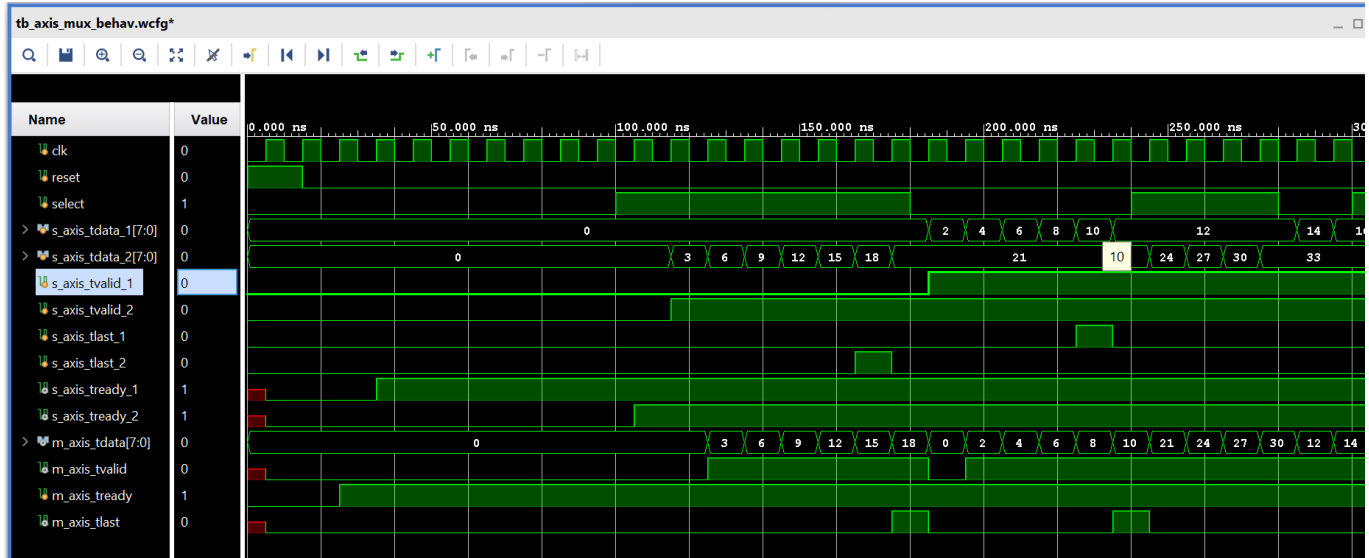 tb_axis_mux_behav.wcfg*
Name Value
0.000 ns 50.000 ns 100.000 ns 150.000 ns 200.000 ns 250.000 ns 30
clk 0
reset 0
select 1
s_axis_tdata_1[7:0] 0 0 2 4 6 8 10 12 14 16
s_axis_tdata_2[7:0] 0 0 3 6 9 12 15 18 21 10 24 27 30 33
s_axis_tvalid_1 0
s_axis_tvalid_2 0
s_axis_tlast_1 0
s_axis_tlast_2 0
s_axis_tready_1 1
s_axis_tready_2 1
m_axis_tdata[7:0] 0 0 3 6 9 12 15 18 0 2 4 6 8 10 21 24 27 30 12 14
m_axis_tvalid 0
m_axis_tready 1
m_axis_tlast 0